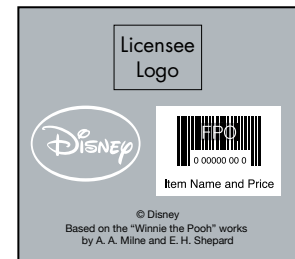 Licensee
Logo
Disney
FPO
0 00000 00 0
Item Name and Price
© Disney
Based on the “Winnie the Pooh” works
by A. A. Milne and E. H. Shepard